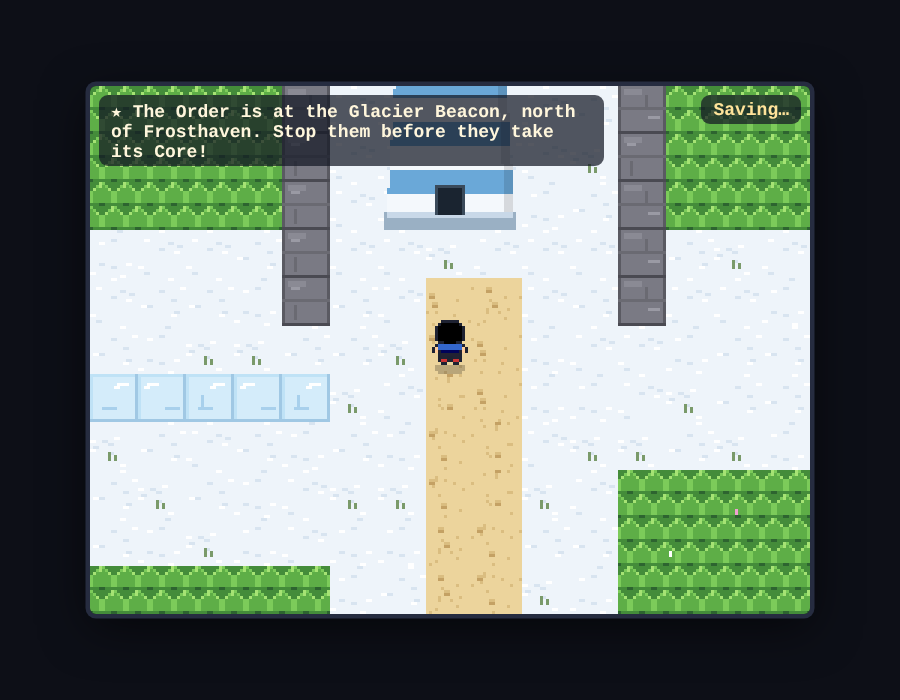 ★ The Order is at the Glacier Beacon, north
of Frosthaven. Stop them before they take
its Core!
Saving…